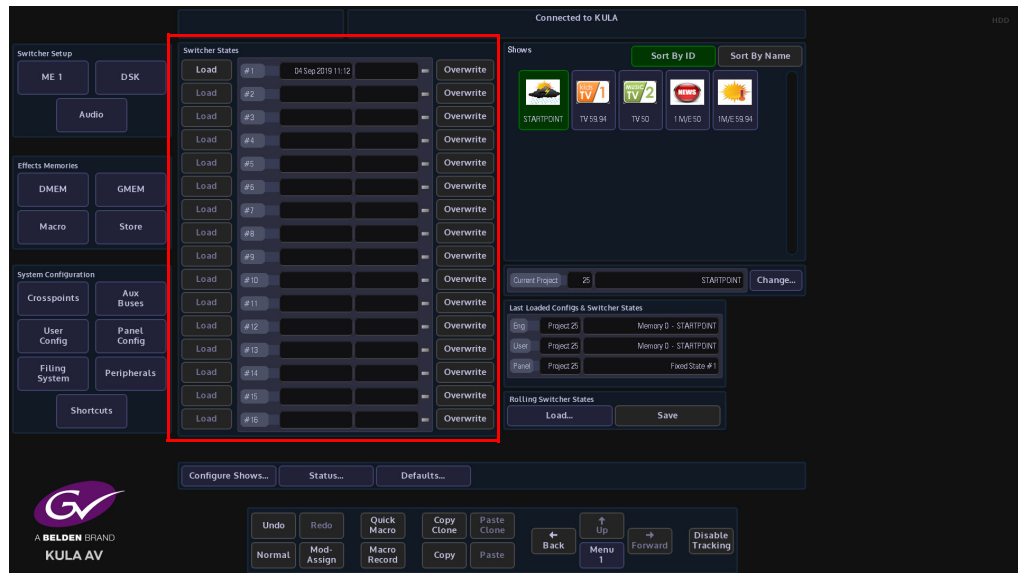 Connected to KULA
HDD
Switcher Setup
ME 1
DSK
Audio
Effects Memories
DMEM
GMEM
Macro
Store
System Configuration
Crosspoints
Aux
Buses
User
Config
Panel
Config
Filing
System
Peripherals
Shortcuts
Switcher States
Load #1 04 Sep 2019 11:12 Overwrite
Load #2 Overwrite
Load #3 Overwrite
Load #4 Overwrite
Load #5 Overwrite
Load #6 Overwrite
Load #7 Overwrite
Load #8 Overwrite
Load #9 Overwrite
Load #10 Overwrite
Load #11 Overwrite
Load #12 Overwrite
Load #13 Overwrite
Load #14 Overwrite
Load #15 Overwrite
Load #16 Overwrite
Shows
Sort By ID
Sort By Name
kids
TV 1
MUSIC
TV 2
NEWS
STARTPOINT
TV 59.94
TV 50
1 M/E 50
1M/E 59.94
Current Project 25 STARTPOINT Change...
Last Loaded Configs & Switcher States
Eng Project 25 Memory 0 - STARTPOINT
User Project 25 Memory 0 - STARTPOINT
Panel Project 25 Fixed State #1
Rolling Switcher States
Load...
Save
Configure Shows...
Status...
Defaults...
GV
A BELDEN BRAND
KULA AV
Undo
Redo
Quick
Macro
Copy
Clone
Paste
Clone
Normal
Mod-
Assign
Macro
Record
Copy
Paste
←
Back
↑
Up
Menu
1
→
Forward
Disable
Tracking